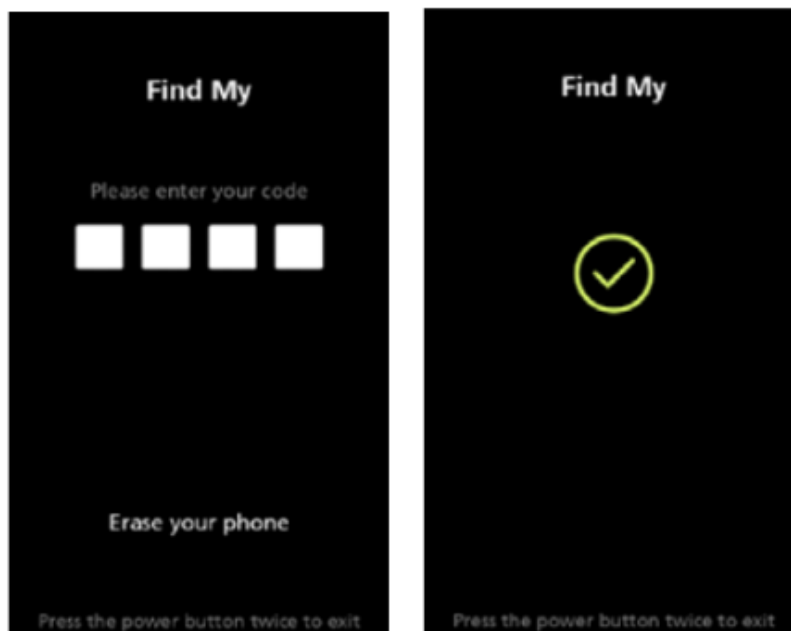 Find My
Please enter your code
Erase your phone
Press the power button twice to exit
Find My
Press the power button twice to exit